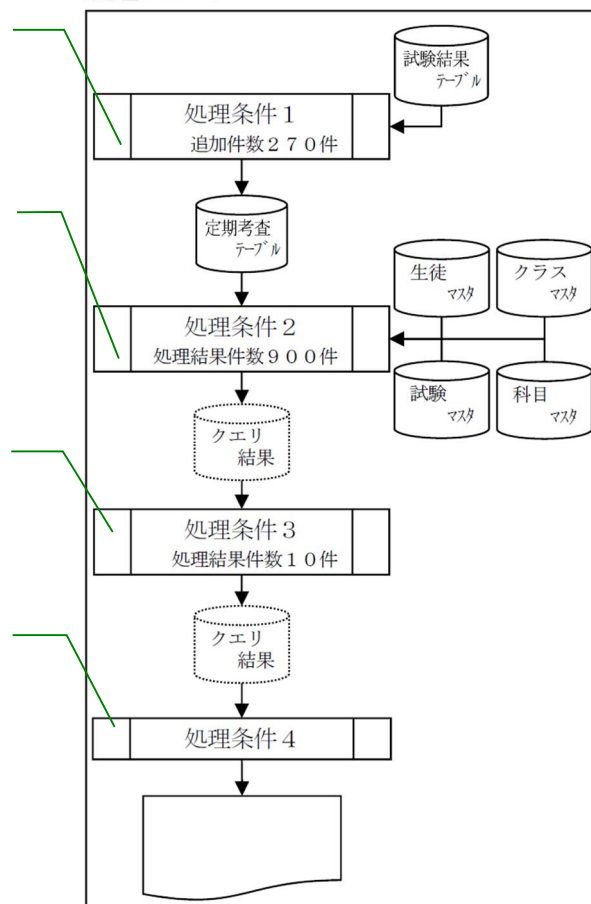 試験結果
テーブル
処理条件１
追加件数２７０件
定期考査
テーブル
生徒
マスタ
クラス
マスタ
処理条件２
処理結果件数９００件
試験
マスタ
科目
マスタ
クエリ
結果
処理条件３
処理結果件数１０件
クエリ
結果
処理条件４